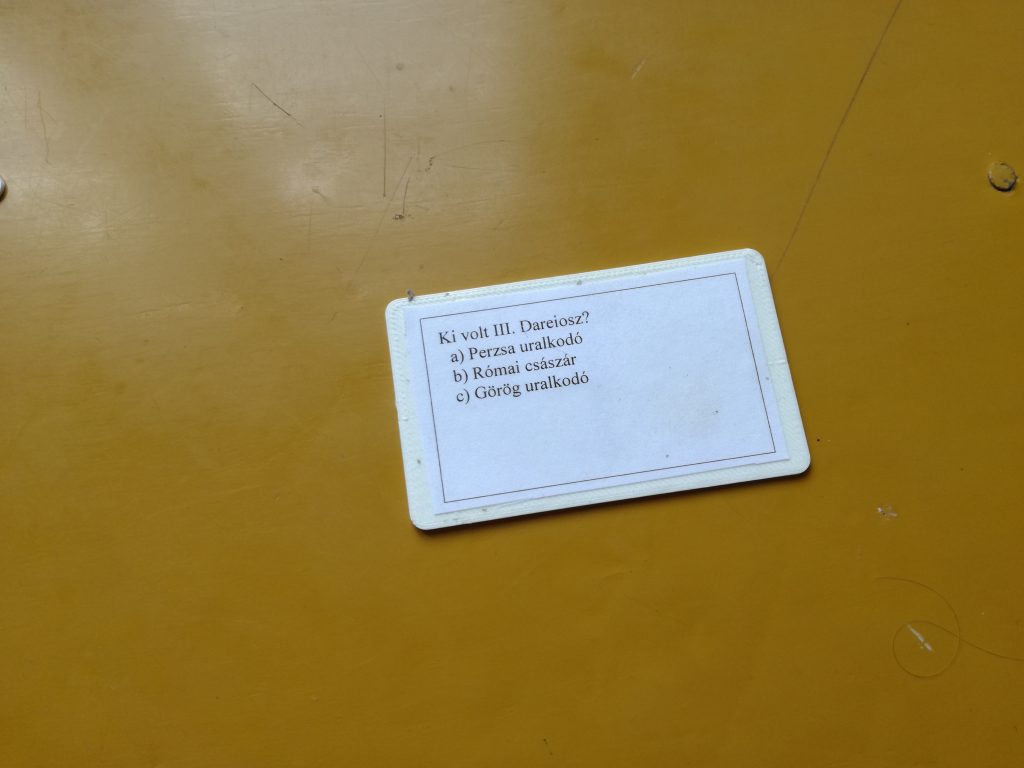 Ki volt III. Dareiosz?
a) Perzsa uralkodó
b) Római császár
c) Görög uralkodó